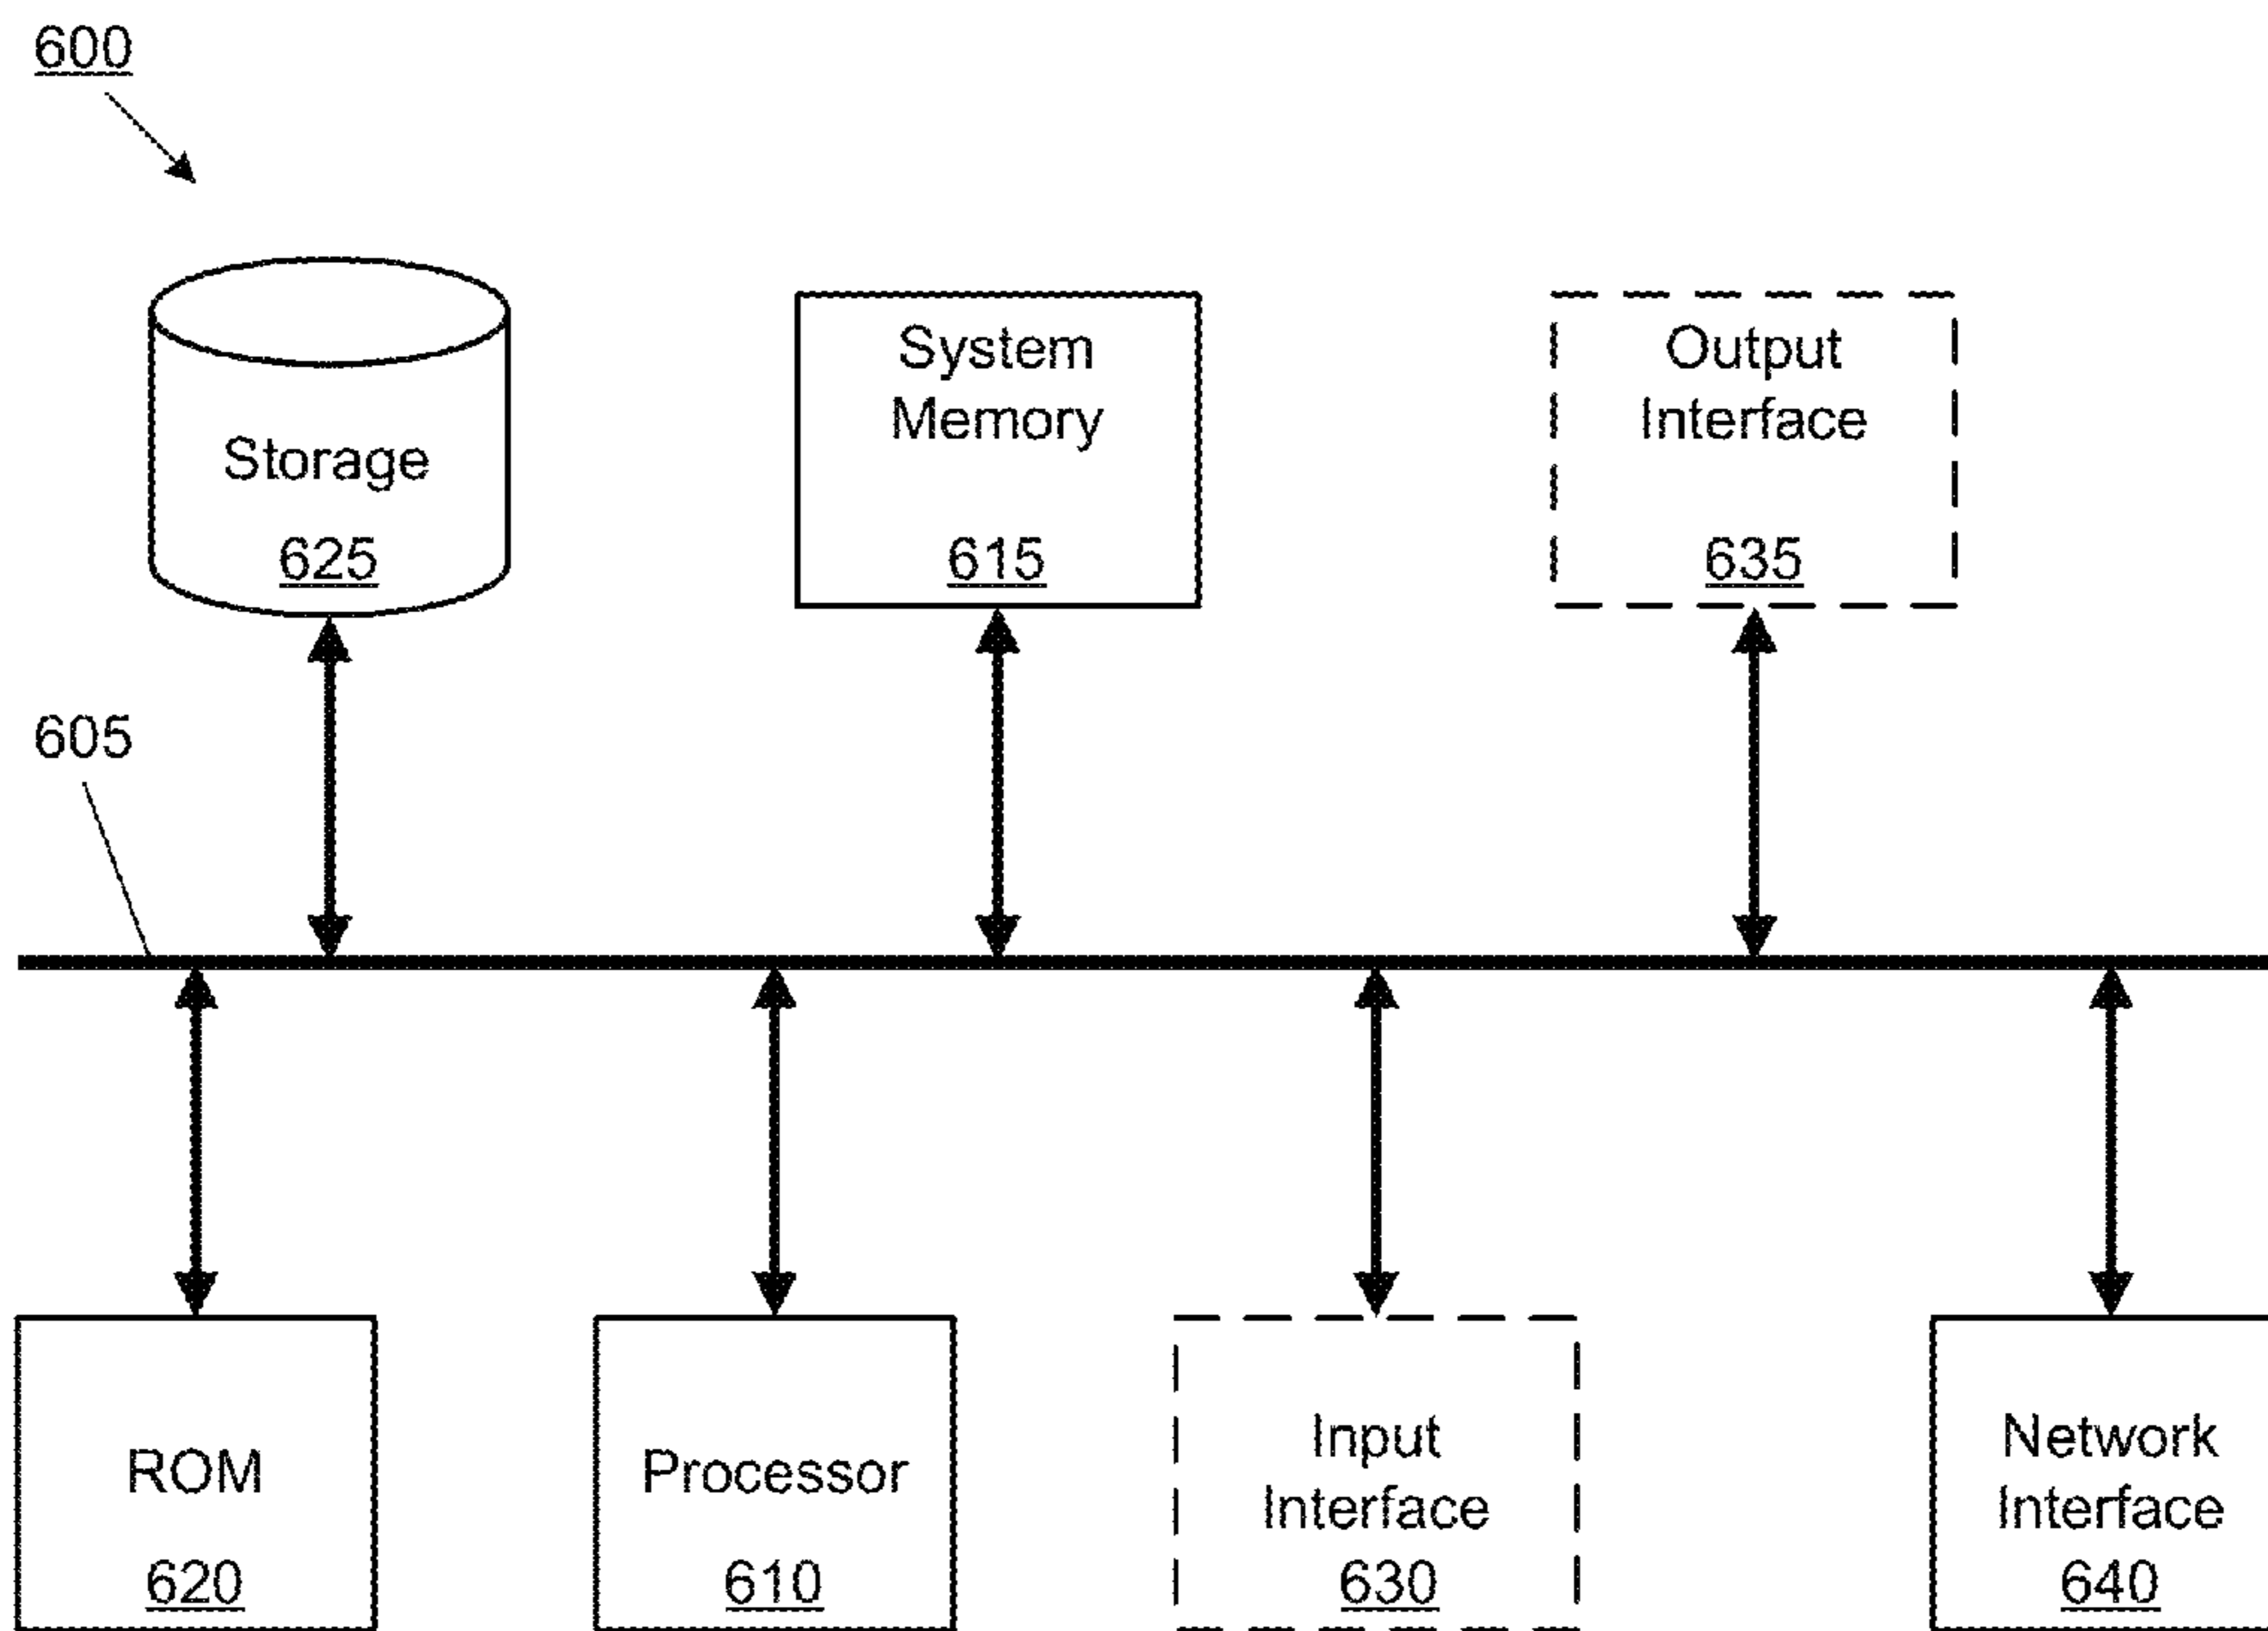 600
Storage
625
System
Memory
615
Output
Interface
635
605
ROM
620
Processor
610
Input
Interface
630
Network
Interface
640